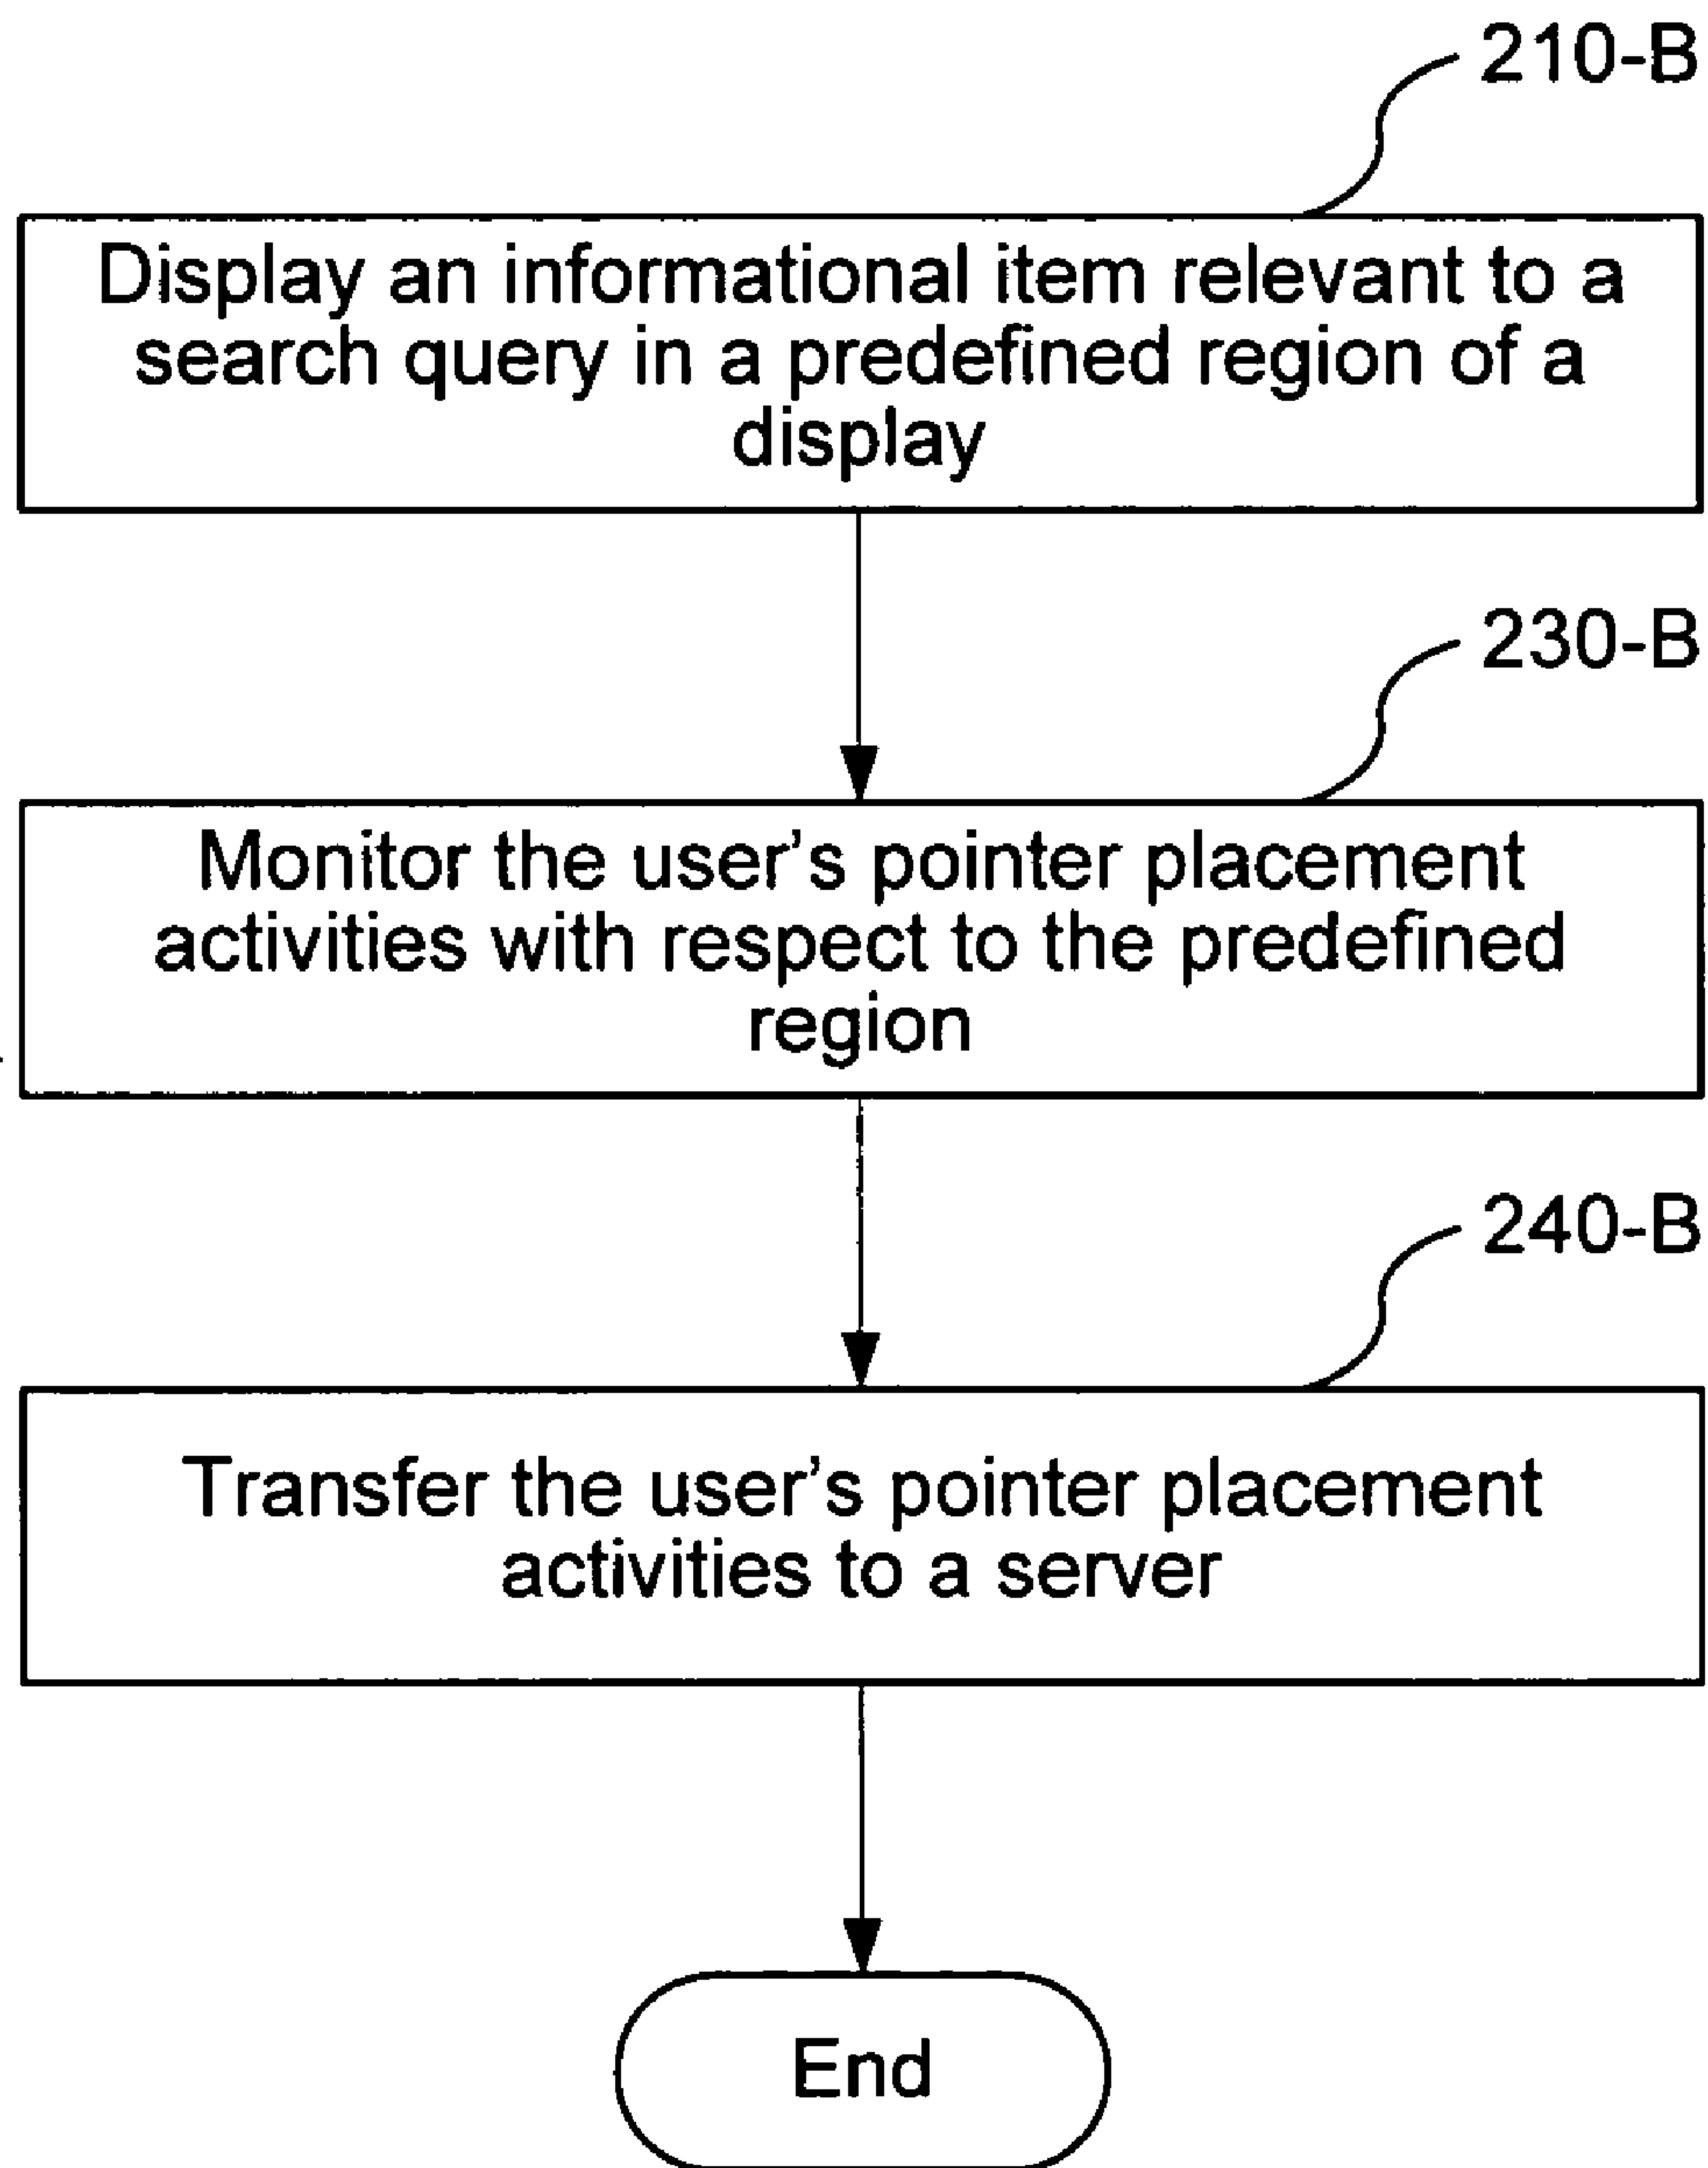 210-B
Display an informational item relevant to a
search query in a predefined region of a
display
230-B
Monitor the user's pointer placement
activities with respect to the predefined
region
240-B
Transfer the user's pointer placement
activities to a server
End